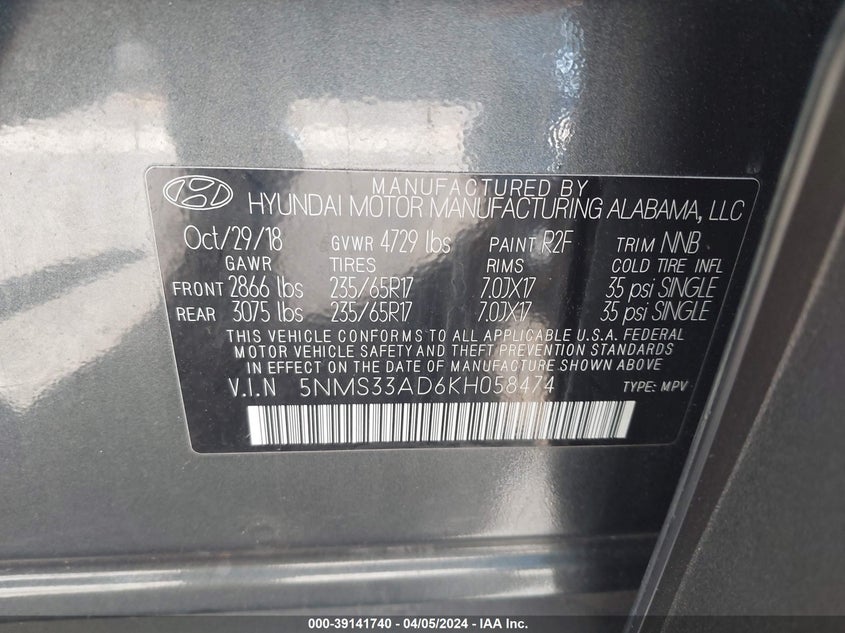 MANUFACTURED BY
HYUNDAI MOTOR MANUFACTURING ALABAMA, LLC
Oct/29/18 GVWR 4729 lbs PAINT R2F TRIM NNB
GAWR TIRES RIMS COLD TIRE INFL
FRONT 2866 lbs 235/65R17 7.0JX17 35 psi SINGLE
REAR 3075 lbs 235/65R17 7.0JX17 35 psi SINGLE
THIS VEHICLE CONFORMS TO ALL APPLICABLE U.S.A. FEDERAL
MOTOR VEHICLE SAFETY AND THEFT PREVENTION STANDARDS
IN EFFECT ON THE DATE OF MANUFACTURE SHOWN ABOVE
V.I.N 5NMS33AD6KH058474 TYPE: MPV
000-39141740 - 04/05/2024 - IAA Inc.